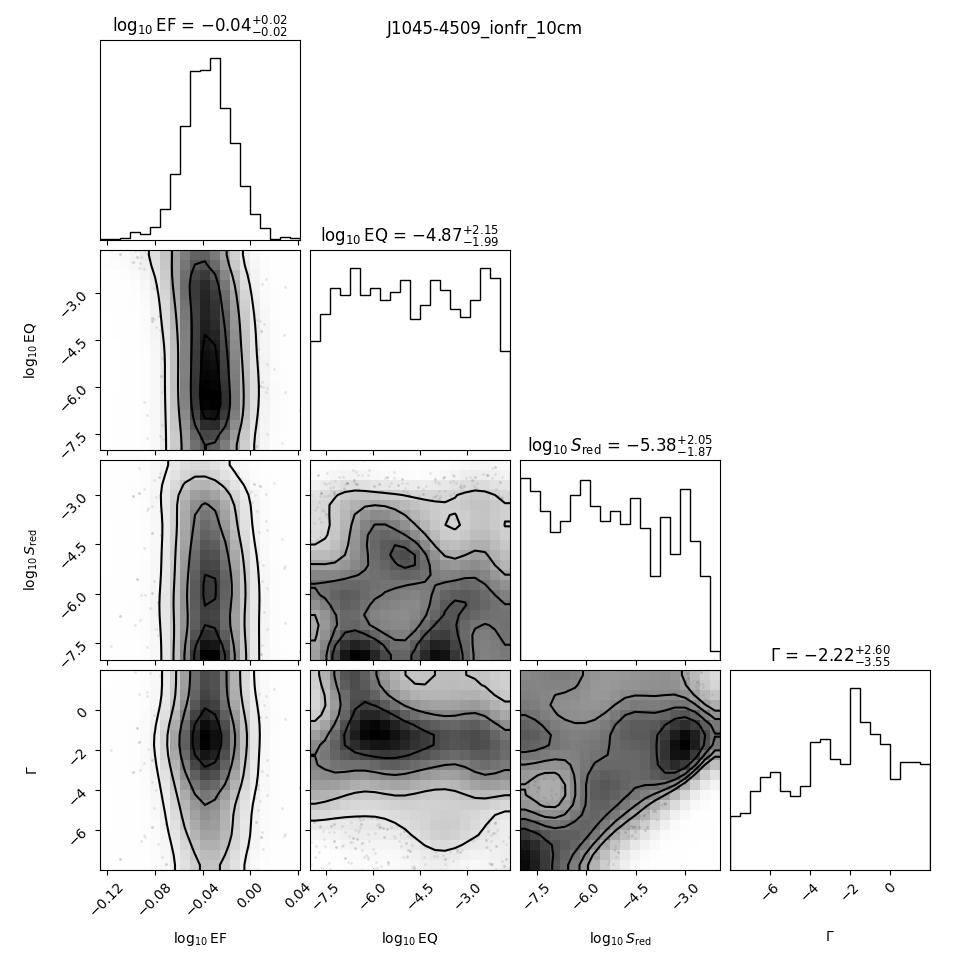 log₁₀ EF = −0.04⁺⁰·⁰²₋₀.₀₂
J1045-4509_ionfr_10cm
log₁₀ EQ = −4.87⁺²·¹⁵₋₁.₉₉
−3.0
−4.5
−6.0
−7.5
log₁₀ EQ
log₁₀ S_red = −5.38⁺²·⁰⁵₋₁.₈₇
−3.0
−4.5
−6.0
−7.5
log₁₀ S_red
Γ = −2.22⁺²·⁶⁰₋₃.₅₅
0
−2
−4
−6
Γ
−0.12 −0.08 −0.04 0.00 0.04
−7.5 −6.0 −4.5 −3.0
−7.5 −6.0 −4.5 −3.0
−6 −4 −2 0
log₁₀ EF
log₁₀ EQ
log₁₀ S_red
Γ